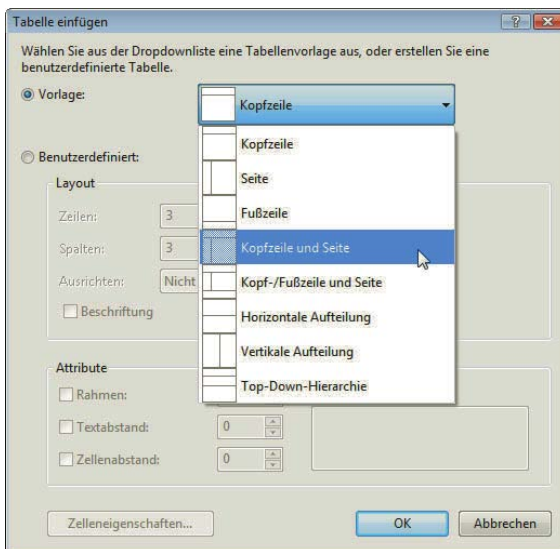 Tabelle einfügen
Wählen Sie aus der Dropdownliste eine Tabellenvorlage aus, oder erstellen Sie eine
benutzerdefinierte Tabelle.
Vorlage:
Kopfzeile
Kopfzeile
Seite
Fußzeile
Kopfzeile und Seite
Kopf-/Fußzeile und Seite
Horizontale Aufteilung
Vertikale Aufteilung
Top-Down-Hierarchie
Benutzerdefiniert:
Layout
Zeilen: 3
Spalten: 3
Ausrichten: Nicht
Beschriftung
Attribute
Rahmen:
Textabstand: 0
Zellenabstand: 0
Zelleneigenschaften...
OK
Abbrechen